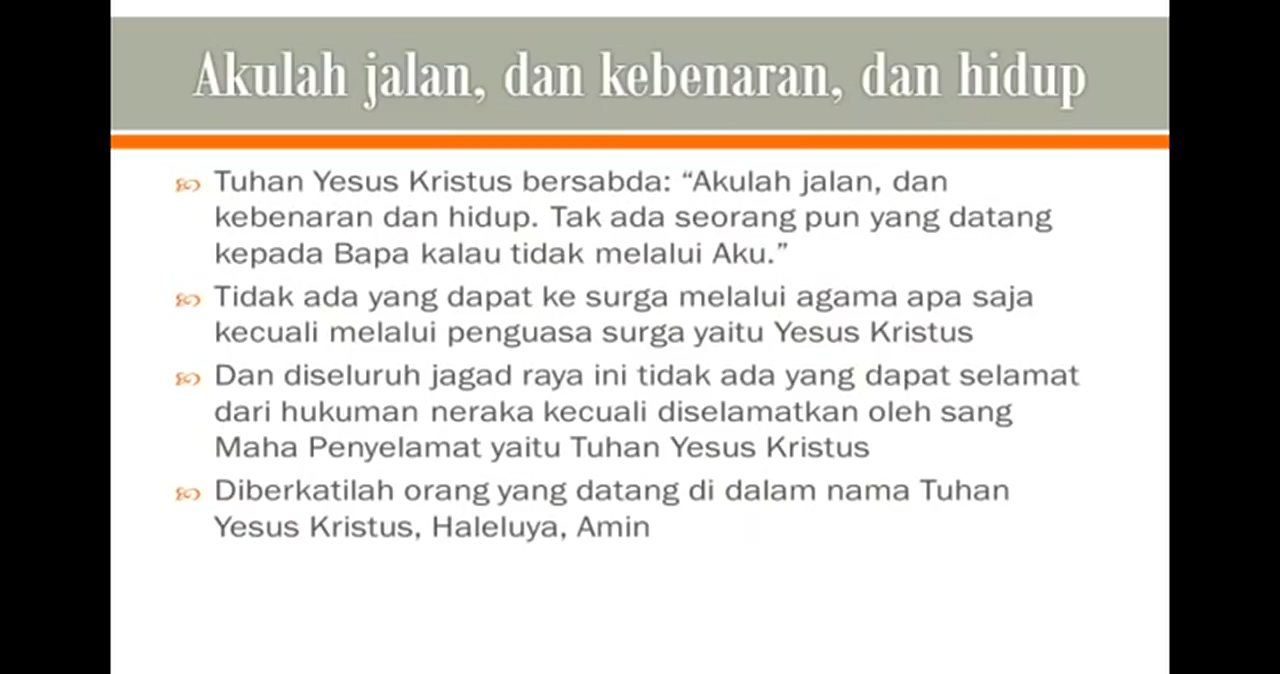 Akulah jalan, dan kebenaran, dan hidup
Tuhan Yesus Kristus bersabda: “Akulah jalan, dan
kebenaran dan hidup. Tak ada seorang pun yang datang
kepada Bapa kalau tidak melalui Aku.”
Tidak ada yang dapat ke surga melalui agama apa saja
kecuali melalui penguasa surga yaitu Yesus Kristus
Dan diseluruh jagad raya ini tidak ada yang dapat selamat
dari hukuman neraka kecuali diselamatkan oleh sang
Maha Penyelamat yaitu Tuhan Yesus Kristus
Diberkatilah orang yang datang di dalam nama Tuhan
Yesus Kristus, Haleluya, Amin